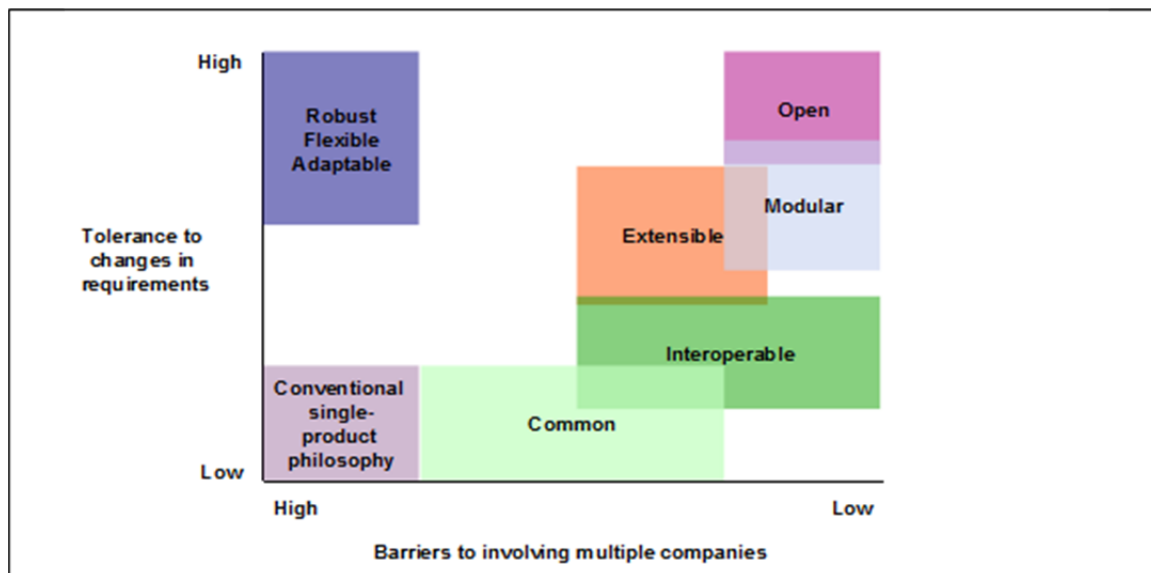 High
Robust
Flexible
Adaptable
Open
Modular
Tolerance to
changes in
requirements
Extensible
Interoperable
Conventional
single-
product
philosophy
Common
Low
High
Low
Barriers to involving multiple companies